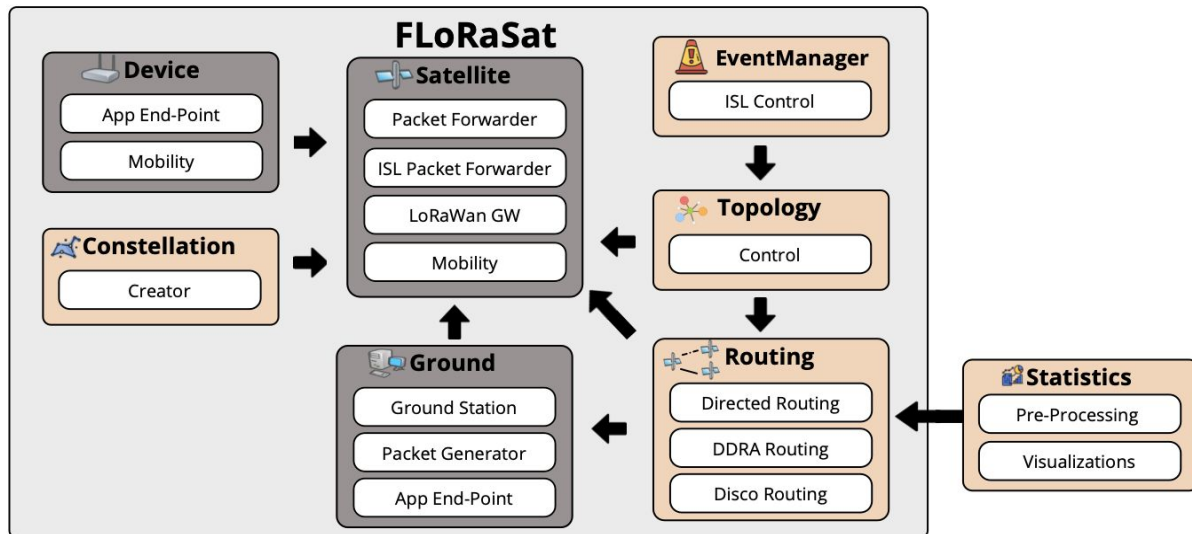 FLoRaSat
Device
App End-Point
Mobility
Constellation
Creator
Satellite
Packet Forwarder
ISL Packet Forwarder
LoRaWan GW
Mobility
Ground
Ground Station
Packet Generator
App End-Point
EventManager
ISL Control
Topology
Control
Routing
Directed Routing
DDRA Routing
Disco Routing
Statistics
Pre-Processing
Visualizations